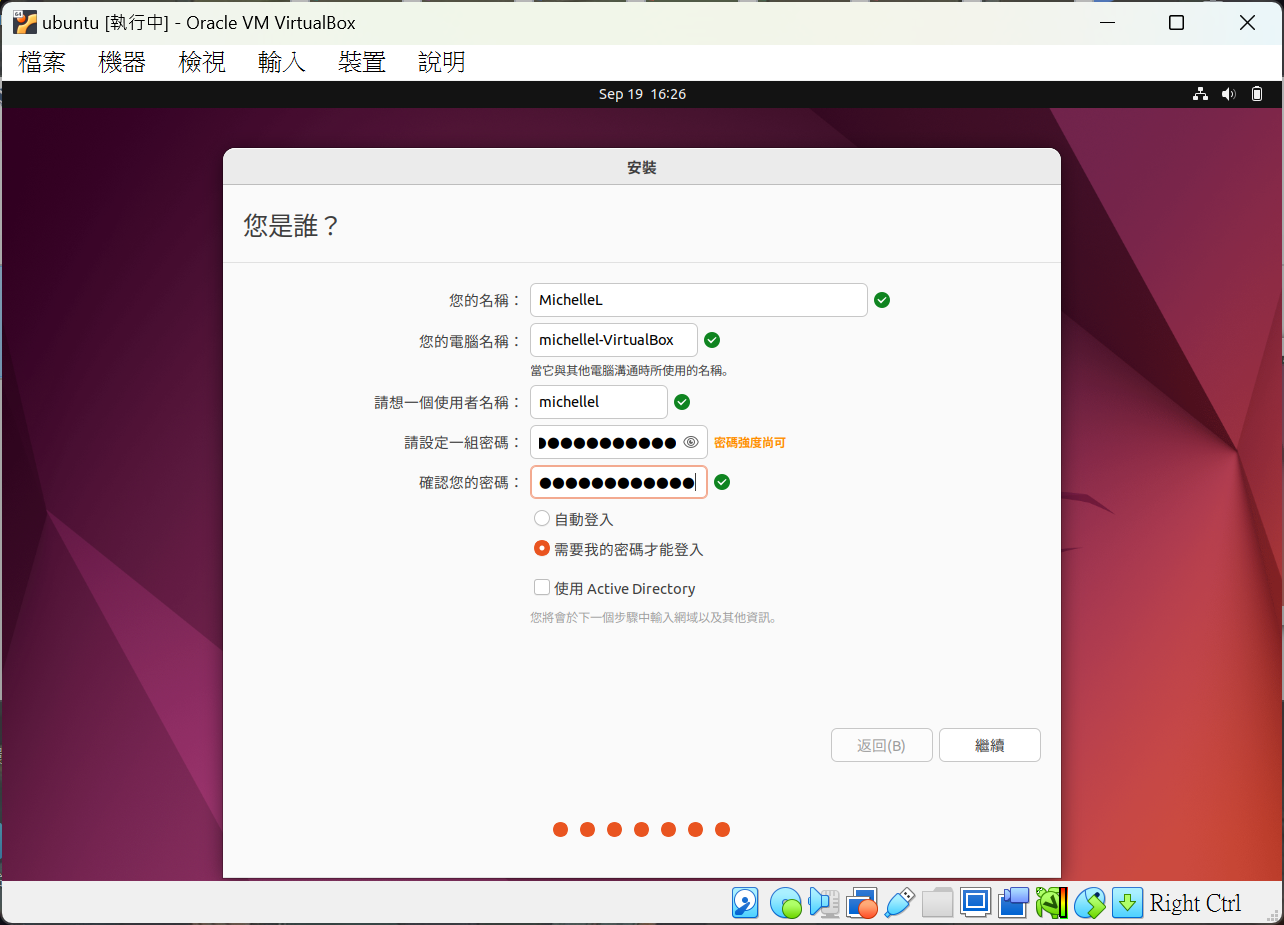 ubuntu [執行中] - Oracle VM VirtualBox
檔案 機器 檢視 輸入 裝置 說明
Sep 19 16:26
安裝
您是誰？
您的名稱： MichelleL
您的電腦名稱： michellel-VirtualBox
當它與其他電腦溝通時所使用的名稱。
請想一個使用者名稱： michellel
請設定一組密碼： ●●●●●●●●●●●● 密碼強度尚可
確認您的密碼： ●●●●●●●●●●●●
自動登入
需要我的密碼才能登入
使用 Active Directory
您將會於下一個步驟中輸入網域以及其他資訊。
返回(B) 繼續
Right Ctrl